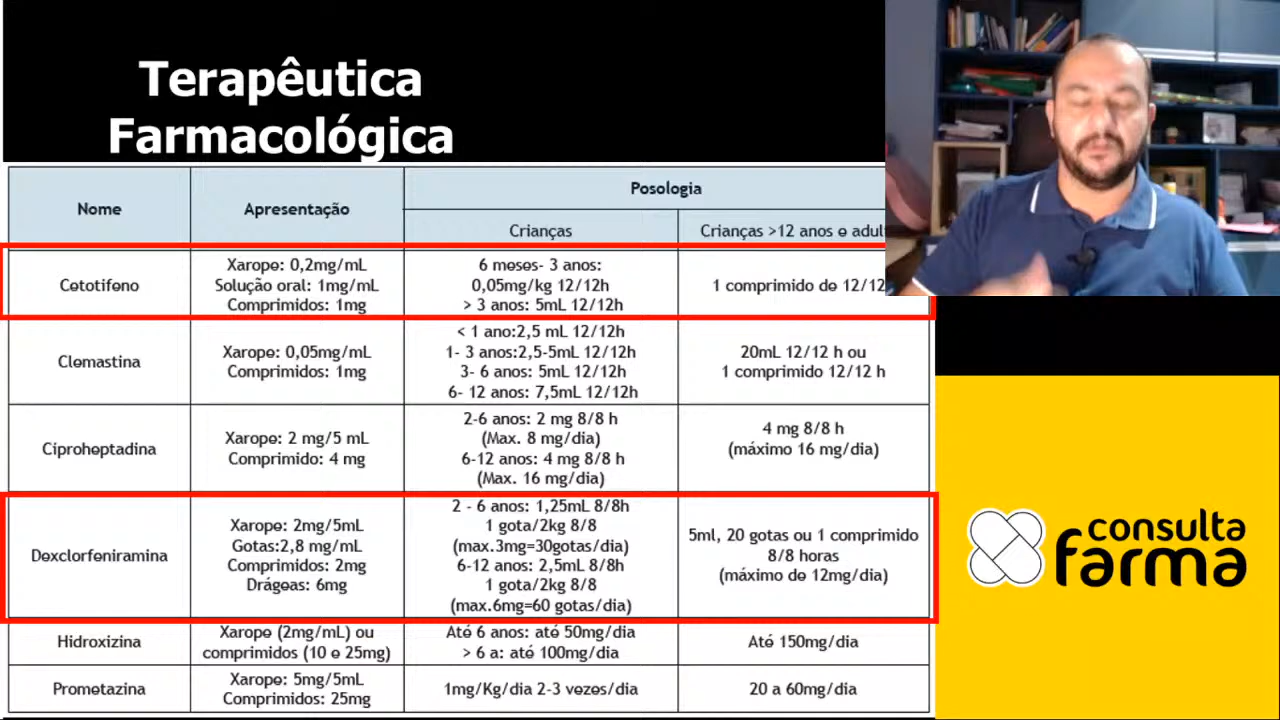 Terapêutica
Farmacológica
Nome
Apresentação
Posologia
Crianças
Crianças >12 anos e
Cetotifeno
Xarope: 0,2mg/mL
Solução oral: 1mg/mL
Comprimidos: 1mg
6 meses- 3 anos:
0,05mg/kg 12/12h
> 3 anos: 5mL 12/12h
1 comprimido de 12/12
Clemastina
Xarope: 0,05mg/mL
Comprimidos: 1mg
< 1 ano:2,5 mL 12/12h
1- 3 anos:2,5-5mL 12/12h
3- 6 anos: 5mL 12/12h
6- 12 anos: 7,5mL 12/12h
20mL 12/12 h ou
1 comprimido 12/12 h
Ciproheptadina
Xarope: 2 mg/5 mL
Comprimido: 4 mg
2-6 anos: 2 mg 8/8 h
(Max. 8 mg/dia)
6-12 anos: 4 mg 8/8 h
(Max. 16 mg/dia)
4 mg 8/8 h
(máximo 16 mg/dia)
Dexclorfeniramina
Xarope: 2mg/5mL
Gotas:2,8 mg/mL
Comprimidos: 2mg
Drágeas: 6mg
2 - 6 anos: 1,25mL 8/8h
1 gota/2kg 8/8
(max.3mg=30gotas/dia)
6-12 anos: 2,5mL 8/8h
1 gota/2kg 8/8
(max.6mg=60 gotas/dia)
5ml, 20 gotas ou 1 comprimido
8/8 horas
(máximo de 12mg/dia)
Hidroxizina
Xarope (2mg/mL) ou
comprimidos (10 e 25mg)
Até 6 anos: até 50mg/dia
> 6 a: até 100mg/dia
Até 150mg/dia
Prometazina
Xarope: 5mg/5mL
Comprimidos: 25mg
1mg/Kg/dia 2-3 vezes/dia
20 a 60mg/dia
consulta
farma